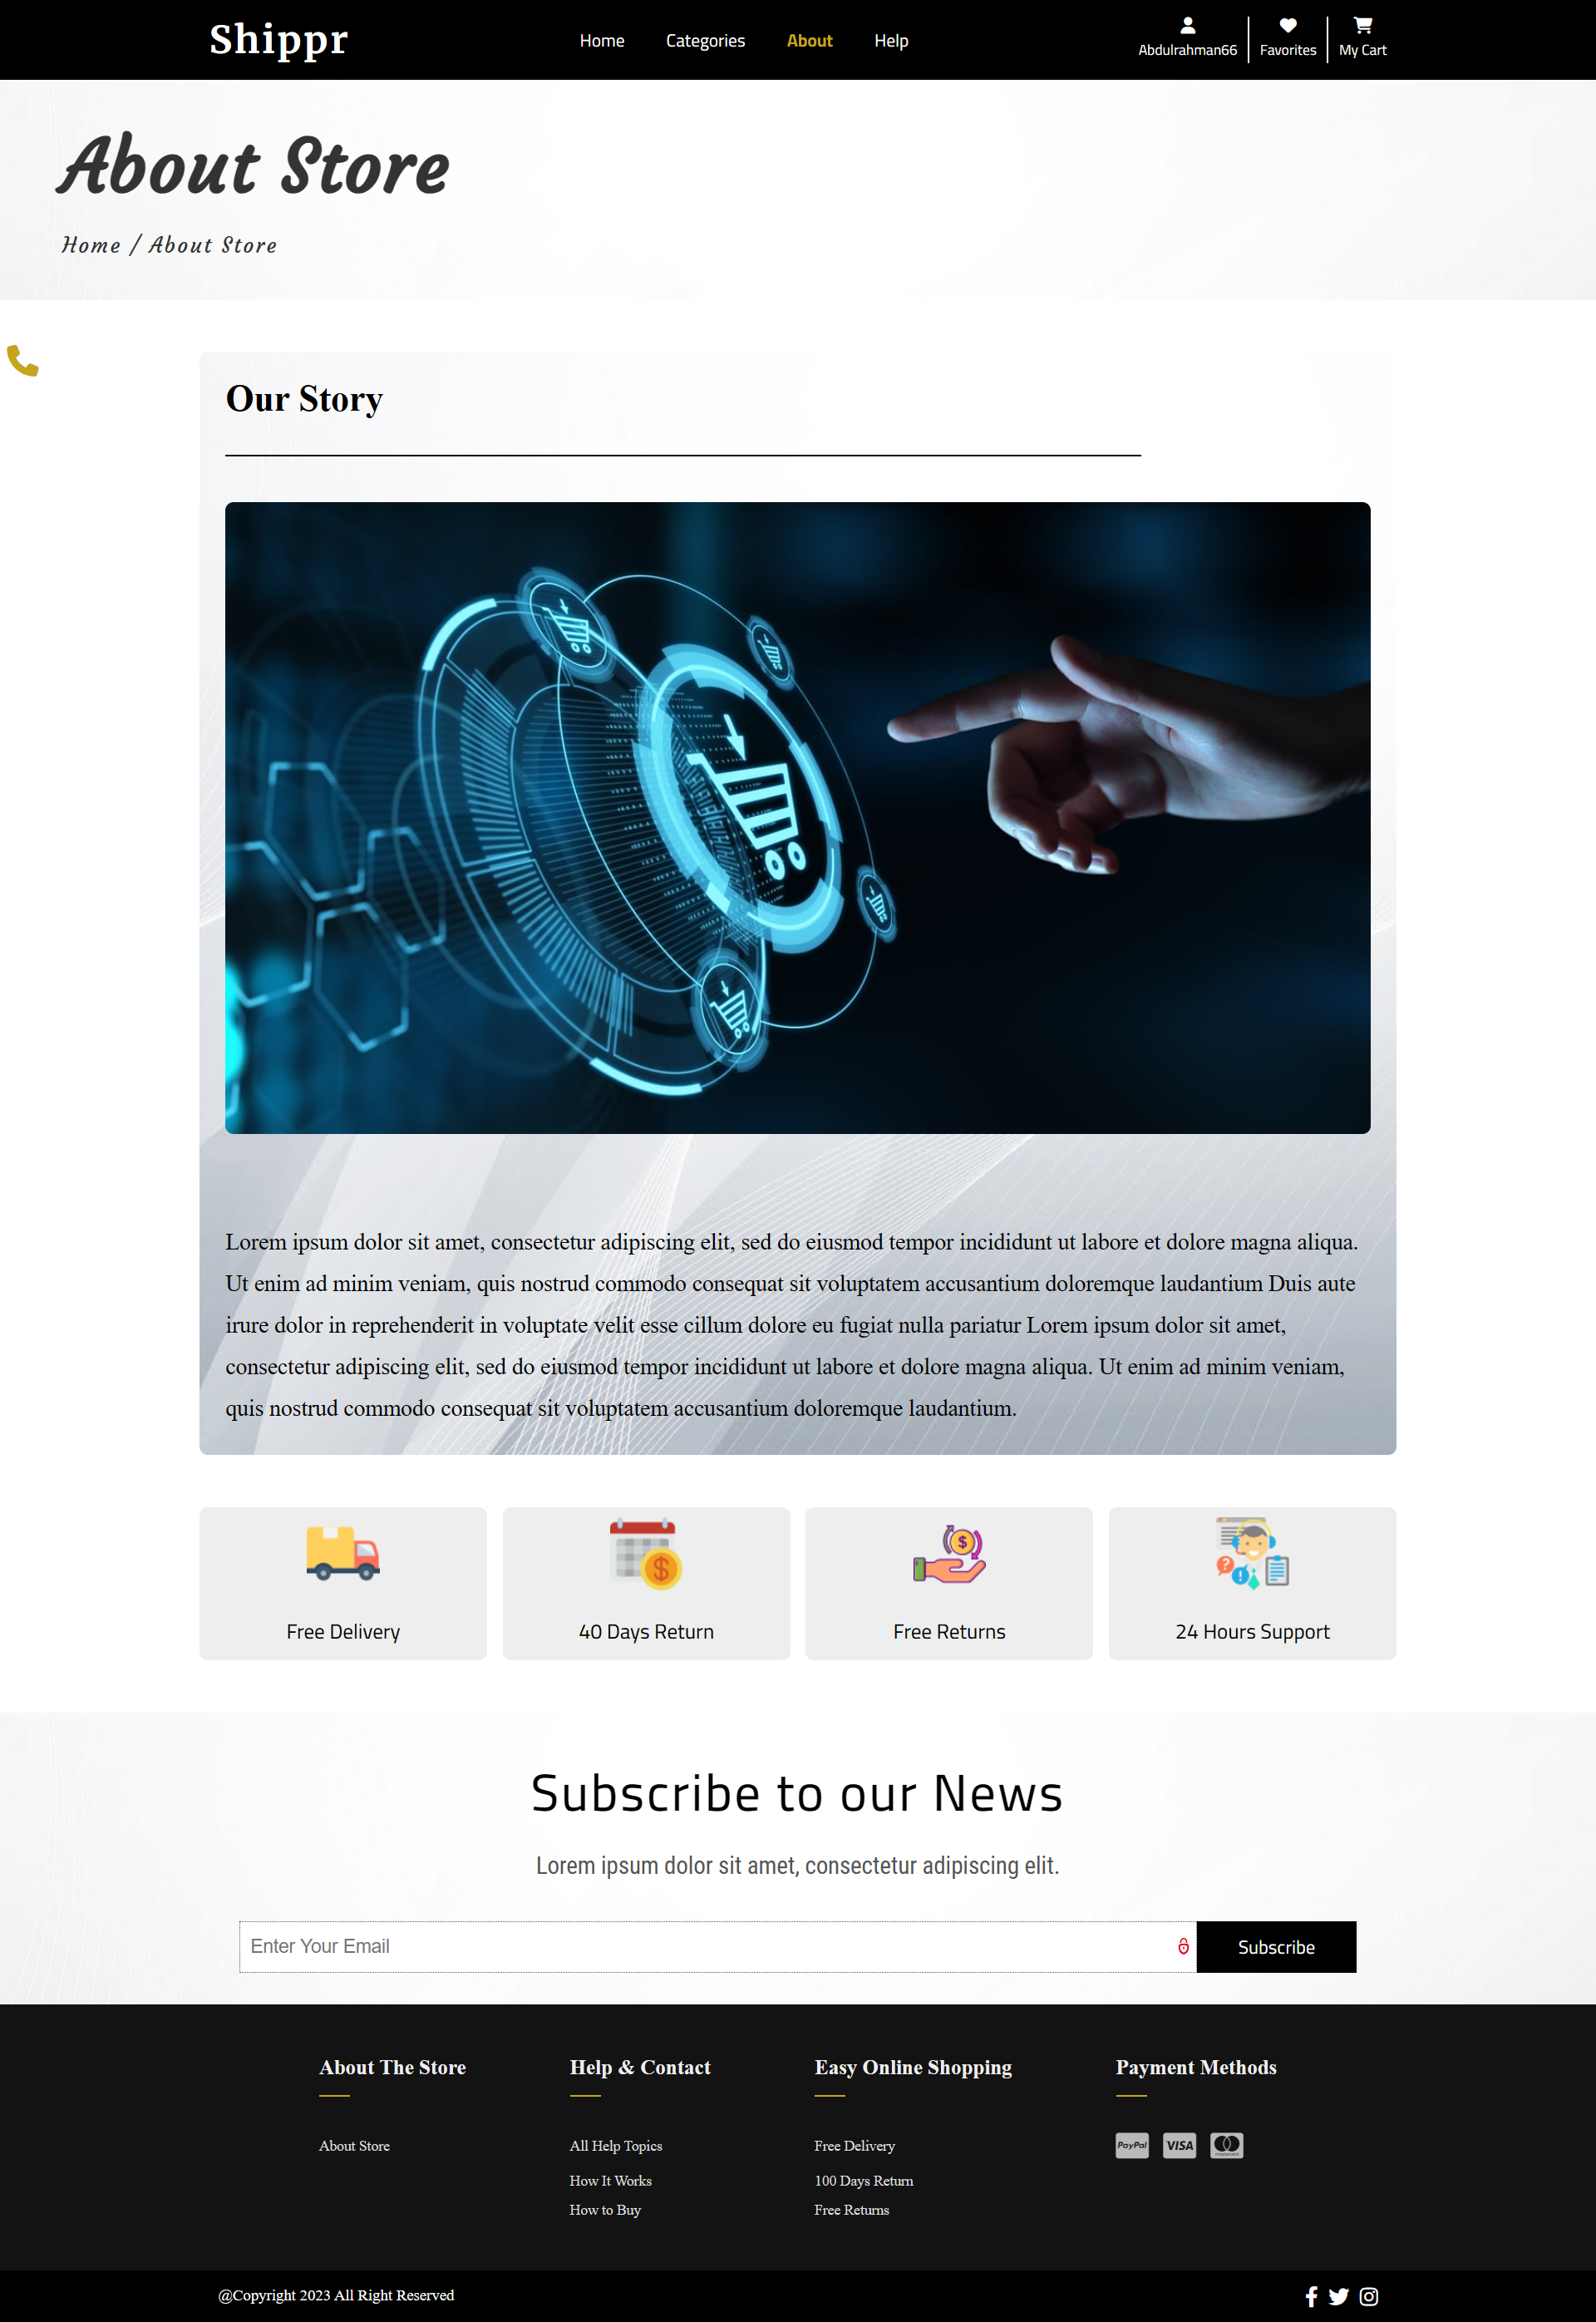 Shippr
Home
Categories
About
Help
Abdulrahman66
Favorites
My Cart
About Store
Home / About Store
Our Story
Lorem ipsum dolor sit amet, consectetur adipiscing elit, sed do eiusmod tempor incididunt ut labore et dolore magna aliqua.
Ut enim ad minim veniam, quis nostrud commodo consequat sit voluptatem accusantium doloremque laudantium Duis aute
irure dolor in reprehenderit in voluptate velit esse cillum dolore eu fugiat nulla pariatur Lorem ipsum dolor sit amet,
consectetur adipiscing elit, sed do eiusmod tempor incididunt ut labore et dolore magna aliqua. Ut enim ad minim veniam,
quis nostrud commodo consequat sit voluptatem accusantium doloremque laudantium.
Free Delivery
40 Days Return
Free Returns
24 Hours Support
Subscribe to our News
Lorem ipsum dolor sit amet, consectetur adipiscing elit.
Enter Your Email
Subscribe
About The Store
About Store
Help & Contact
All Help Topics
How It Works
How to Buy
Easy Online Shopping
Free Delivery
100 Days Return
Free Returns
Payment Methods
PayPal
VISA
mastercard
@Copyright 2023 All Right Reserved